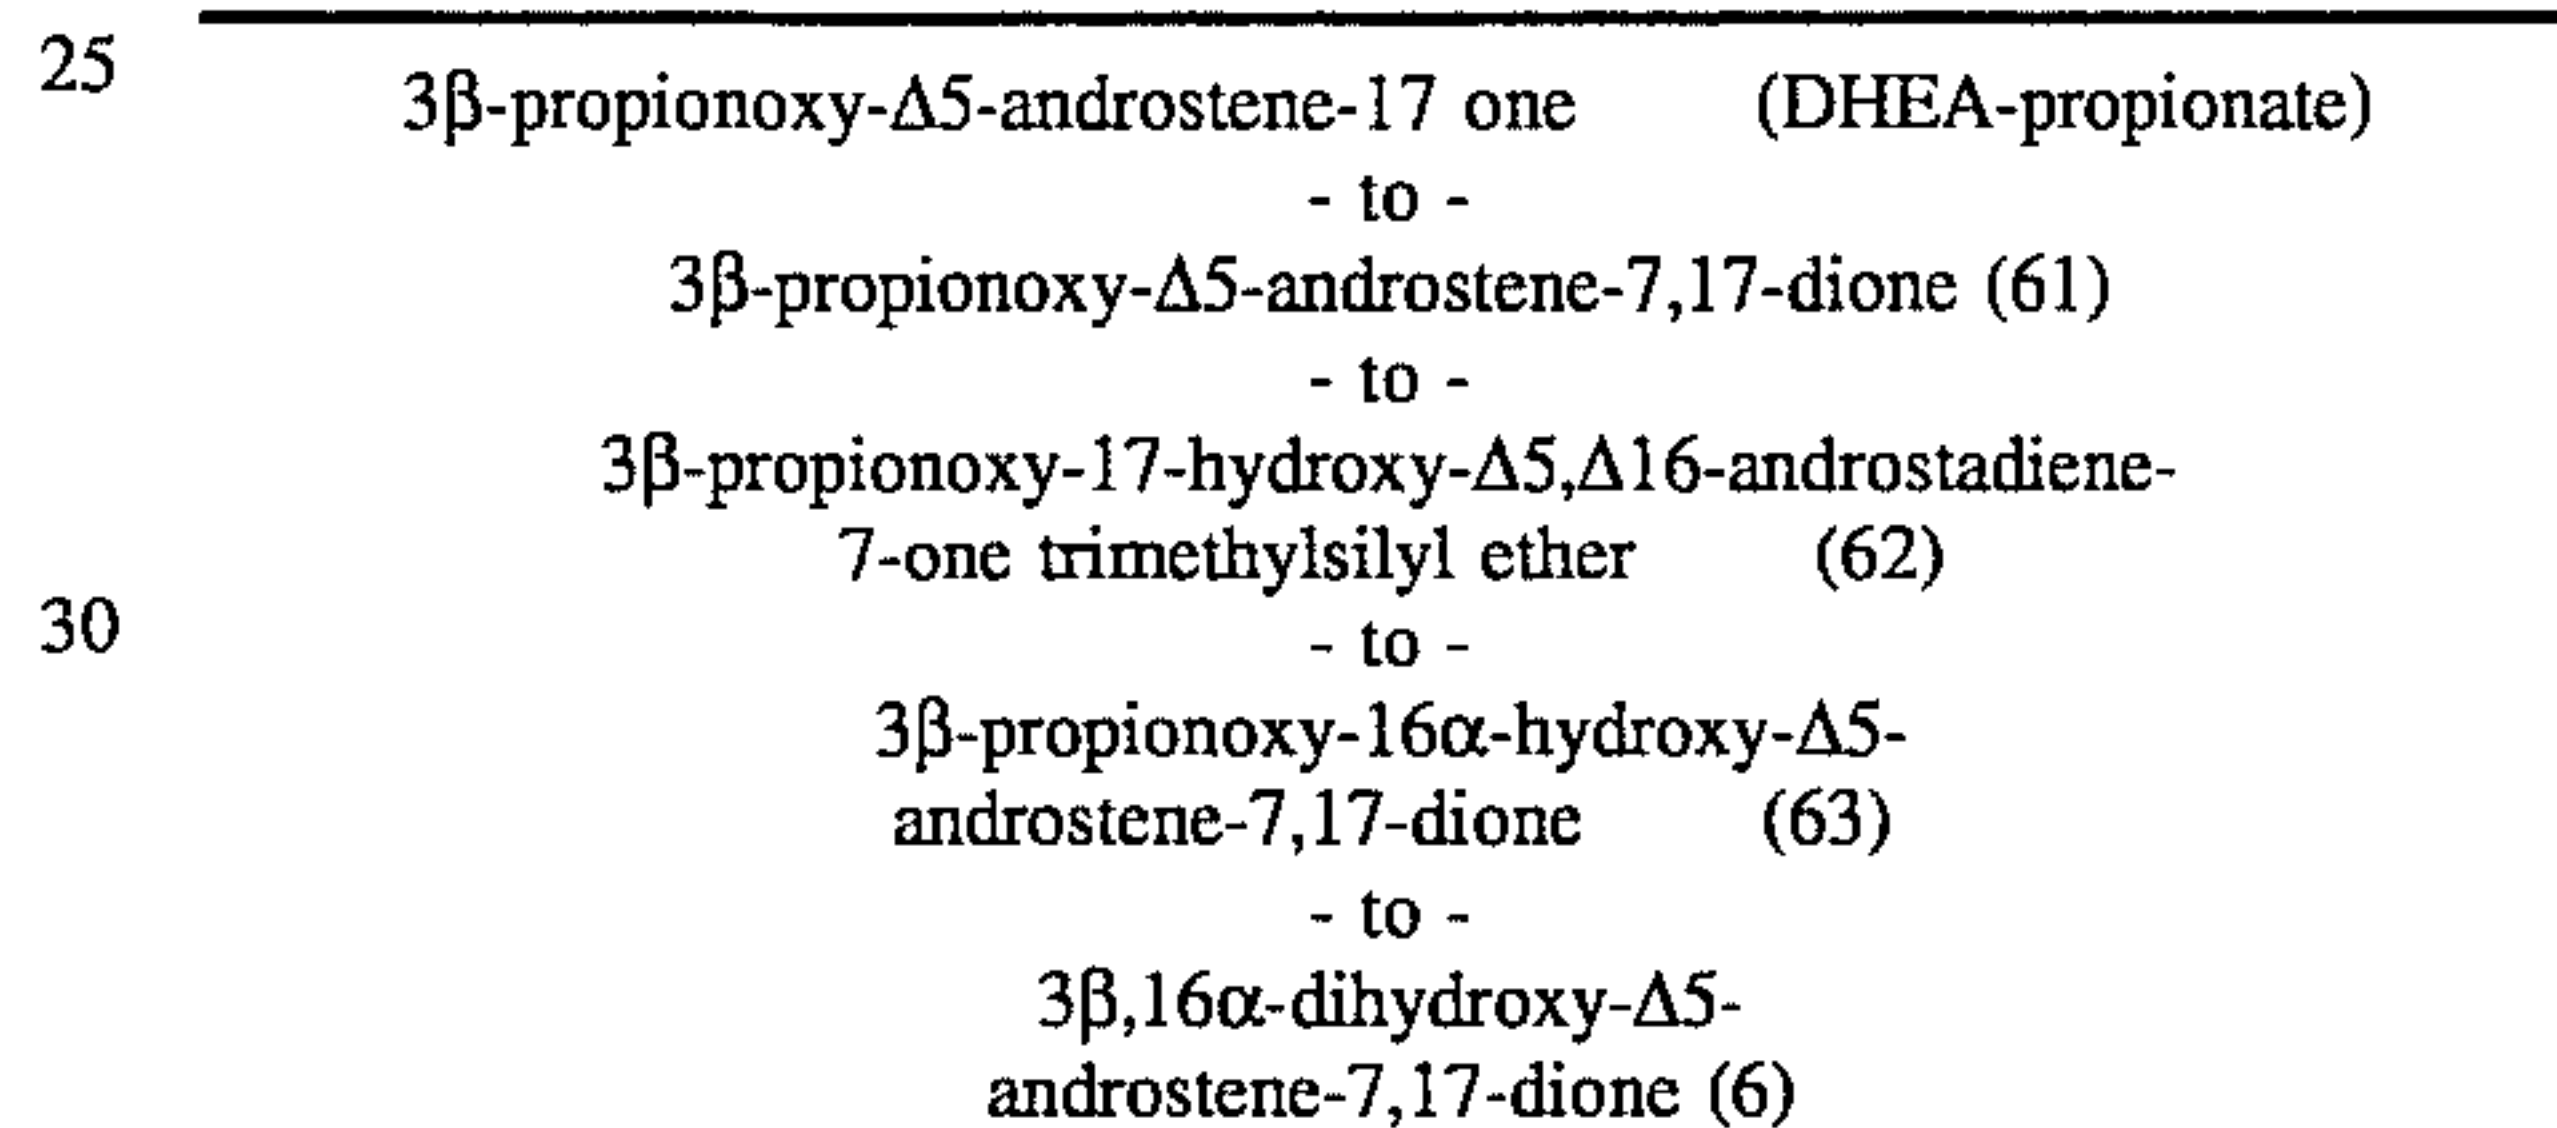 25
3β-propionoxy-Δ5-androstene-17 one (DHEA-propionate)
- to -
3β-propionoxy-Δ5-androstene-7,17-dione (61)
- to -
3β-propionoxy-17-hydroxy-Δ5,Δ16-androstadiene-
7-one trimethylsilyl ether (62)
30
- to -
3β-propionoxy-16α-hydroxy-Δ5-
androstene-7,17-dione (63)
- to -
3β,16α-dihydroxy-Δ5-
androstene-7,17-dione (6)